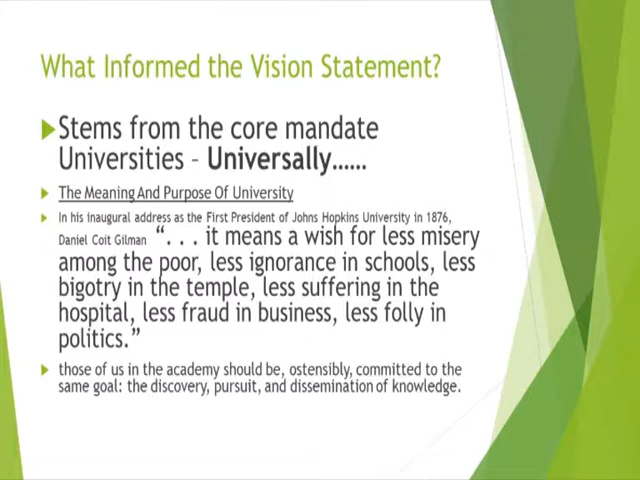 What Informed the Vision Statement?
Stems from the core mandate
Universities – Universally......
The Meaning And Purpose Of University
In his inaugural address as the First President of Johns Hopkins University in 1876,
Daniel Coit Gilman “. . . it means a wish for less misery
among the poor, less ignorance in schools, less
bigotry in the temple, less suffering in the
hospital, less fraud in business, less folly in
politics.”
those of us in the academy should be, ostensibly, committed to the
same goal: the discovery, pursuit, and dissemination of knowledge.